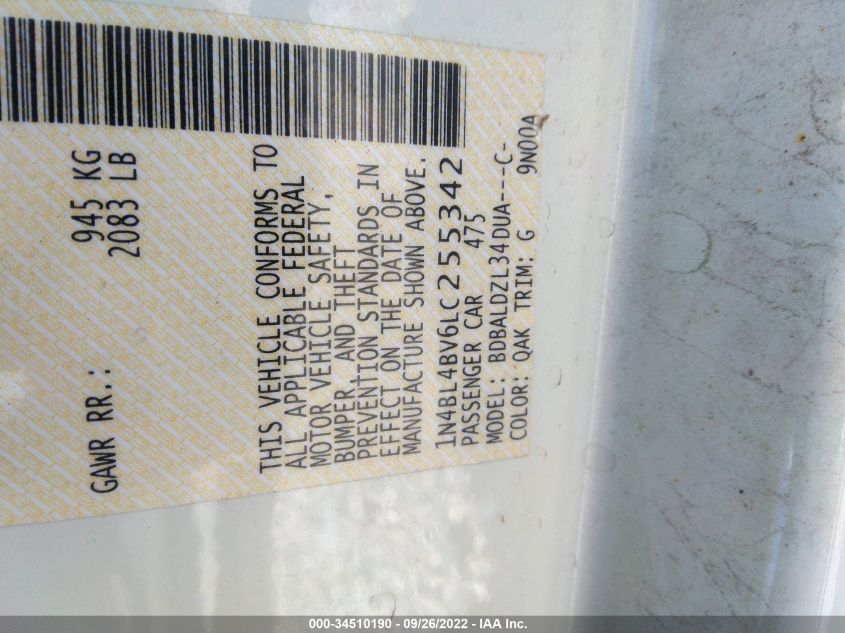 GAWR RR.: 945 KG
2083 LB
THIS VEHICLE CONFORMS TO
ALL APPLICABLE FEDERAL
MOTOR VEHICLE SAFETY,
BUMPER, AND THEFT
PREVENTION STANDARDS IN
EFFECT ON THE DATE OF
MANUFACTURE SHOWN ABOVE.
1N4BL4BV6LC255342
PASSENGER CAR 475
MODEL: BDBALDZL34DUA---C-
COLOR: QAK TRIM: G 9N00A
000-34510190 - 09/26/2022 - IAA Inc.